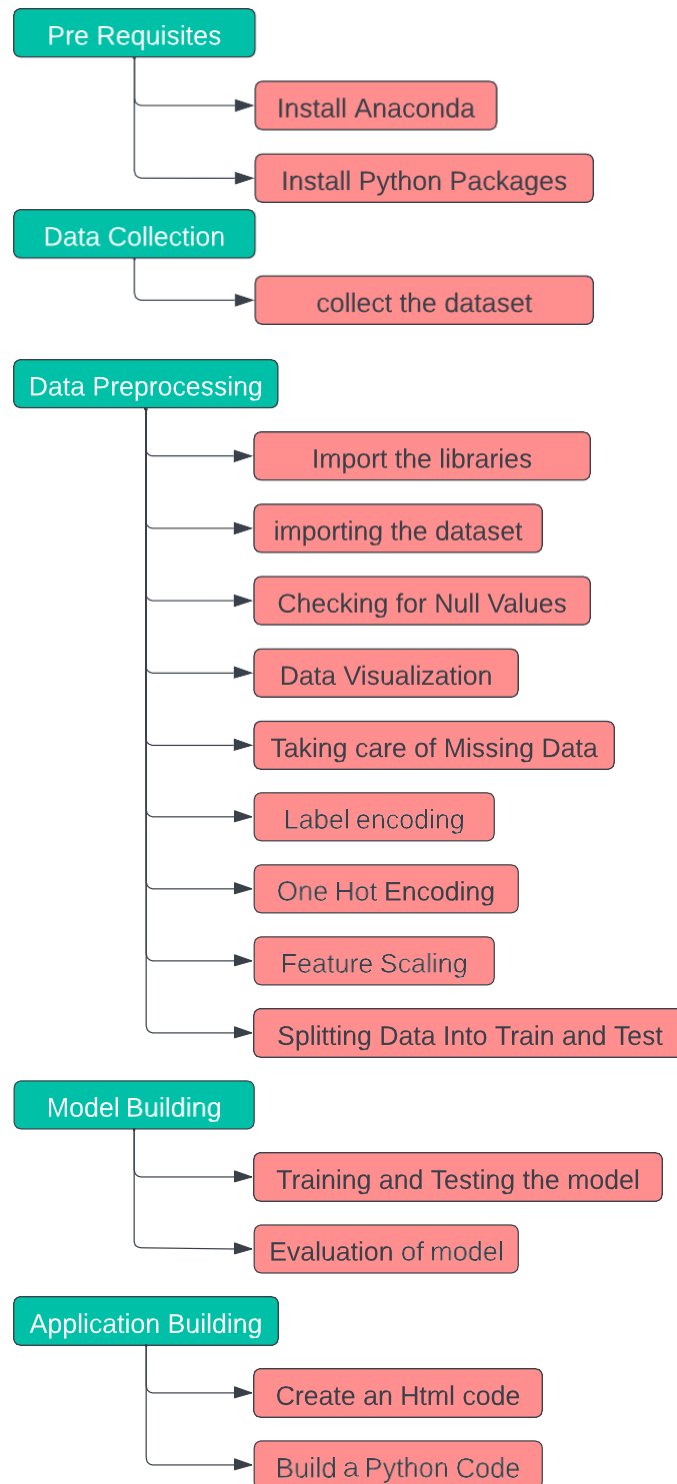 Pre Requisites
Install Anaconda
Install Python Packages
Data Collection
collect the dataset
Data Preprocessing
Import the libraries
importing the dataset
Checking for Null Values
Data Visualization
Taking care of Missing Data
Label encoding
One Hot Encoding
Feature Scaling
Splitting Data Into Train and Test
Model Building
Training and Testing the model
Evaluation of model
Application Building
Create an Html code
Build a Python Code